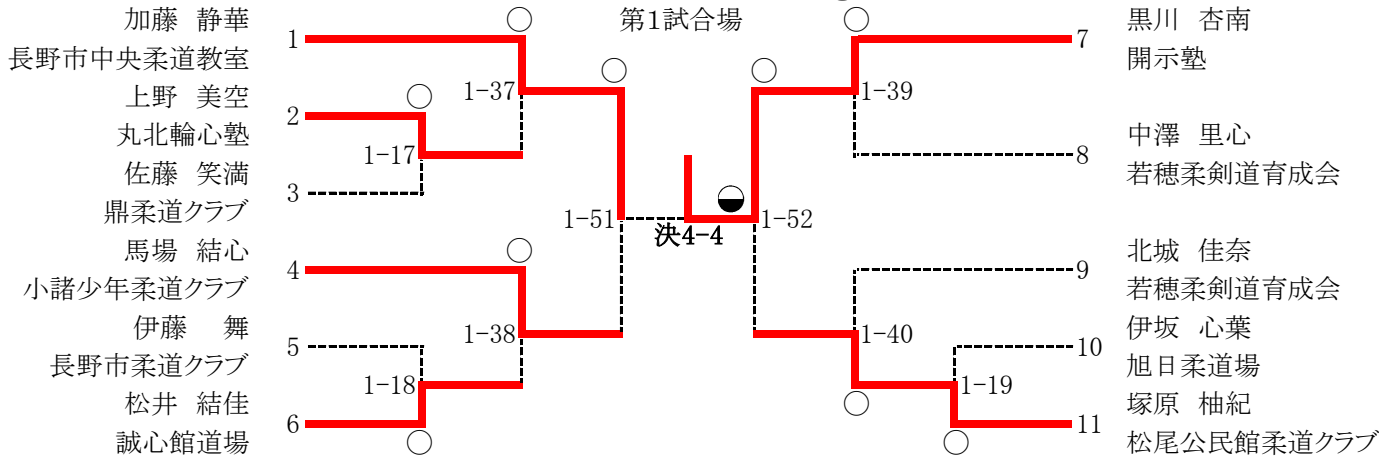 第1試合場
加藤 静華
長野市中央柔道教室
1
上野 美空
丸北輪心塾
2
佐藤 笑満
鼎柔道クラブ
3
馬場 結心
小諸少年柔道クラブ
4
伊藤 舞
長野市柔道クラブ
5
松井 結佳
誠心館道場
6
1-37
1-17
1-38
1-18
1-51
決4-4
1-52
1-39
1-40
1-19
7
黒川 杏南
開示塾
8
中澤 里心
若穂柔剣道育成会
9
北城 佳奈
若穂柔剣道育成会
10
伊坂 心葉
旭日柔道場
11
塚原 柚紀
松尾公民館柔道クラブ